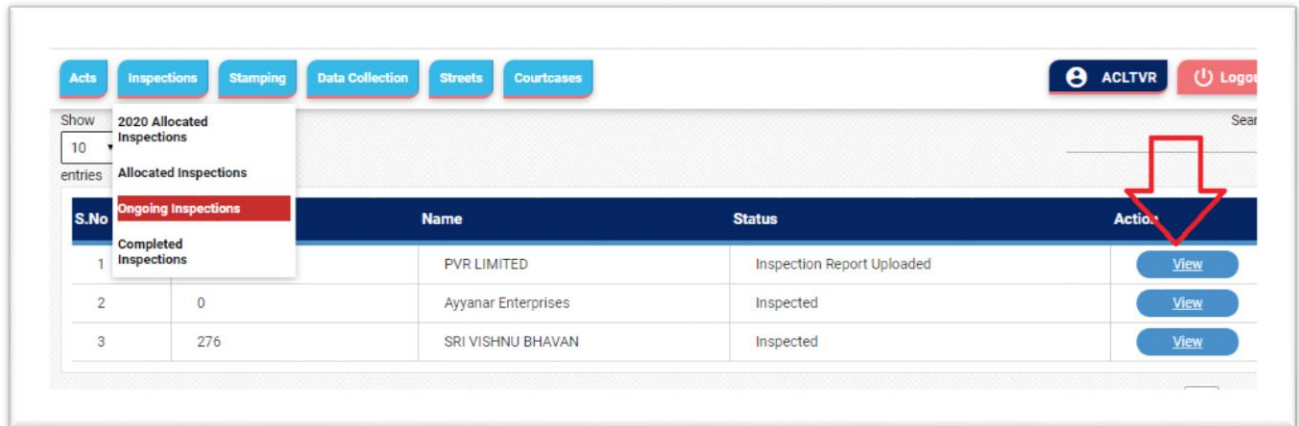 Acts Inspections Stamping Data Collection Streets Courtcases ACLTVR Logou
Show Sear
2020 Allocated
Inspections
10
entries
Allocated Inspections
Ongoing Inspections
Completed
Inspections
S.No Name Status Action
1 PVR LIMITED Inspection Report Uploaded View
2 0 Ayyanar Enterprises Inspected View
3 276 SRI VISHNU BHAVAN Inspected View